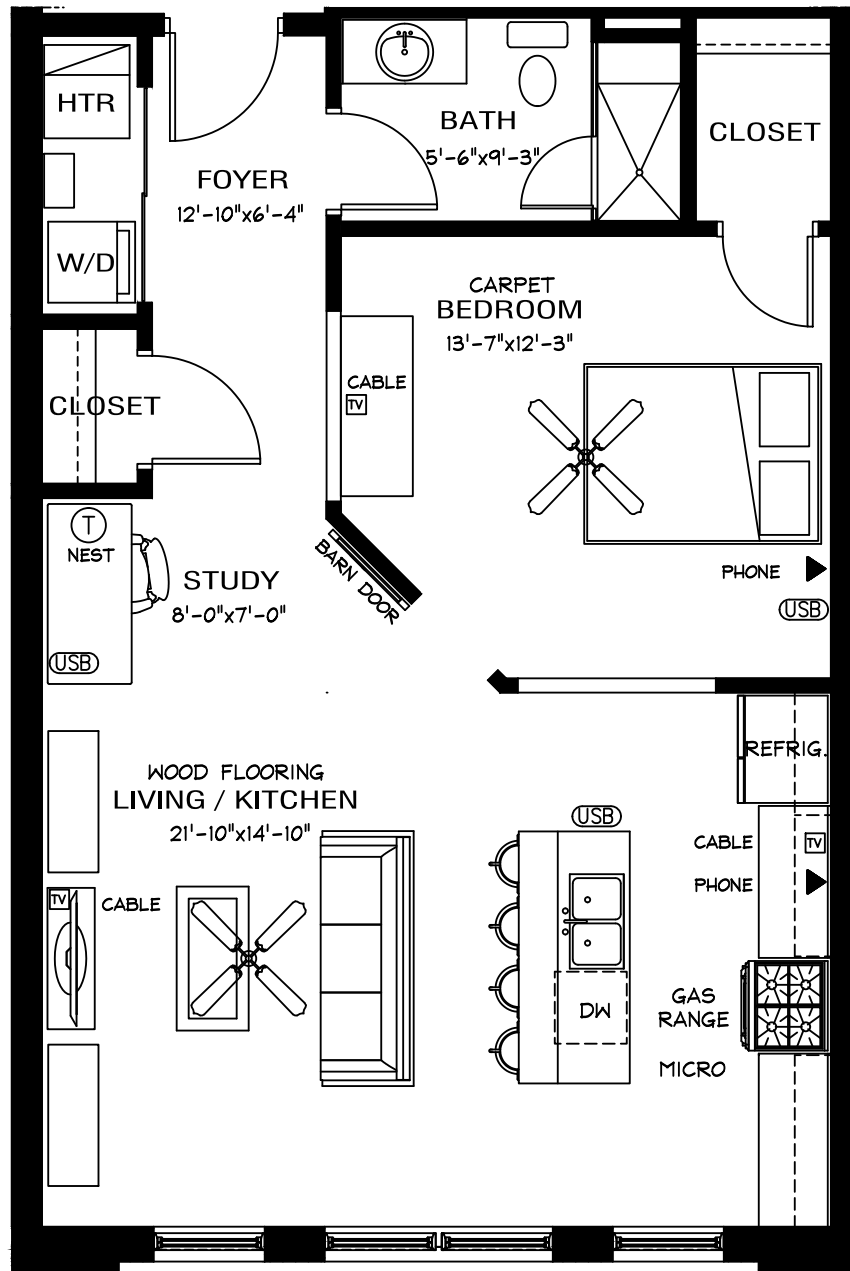 HTR
BATH
5'-6"x9'-3"
CLOSET
FOYER
12'-10"x6'-4"
W/D
CARPET
BEDROOM
13'-7"x12'-3"
CABLE
TV
CLOSET
T
NEST
BARN DOOR
STUDY
8'-0"x7'-0"
PHONE
USB
USB
REFRIG.
WOOD FLOORING
LIVING / KITCHEN
21'-10"x14'-10"
USB
CABLE
TV
PHONE
TV
CABLE
GAS
RANGE
DW
MICRO